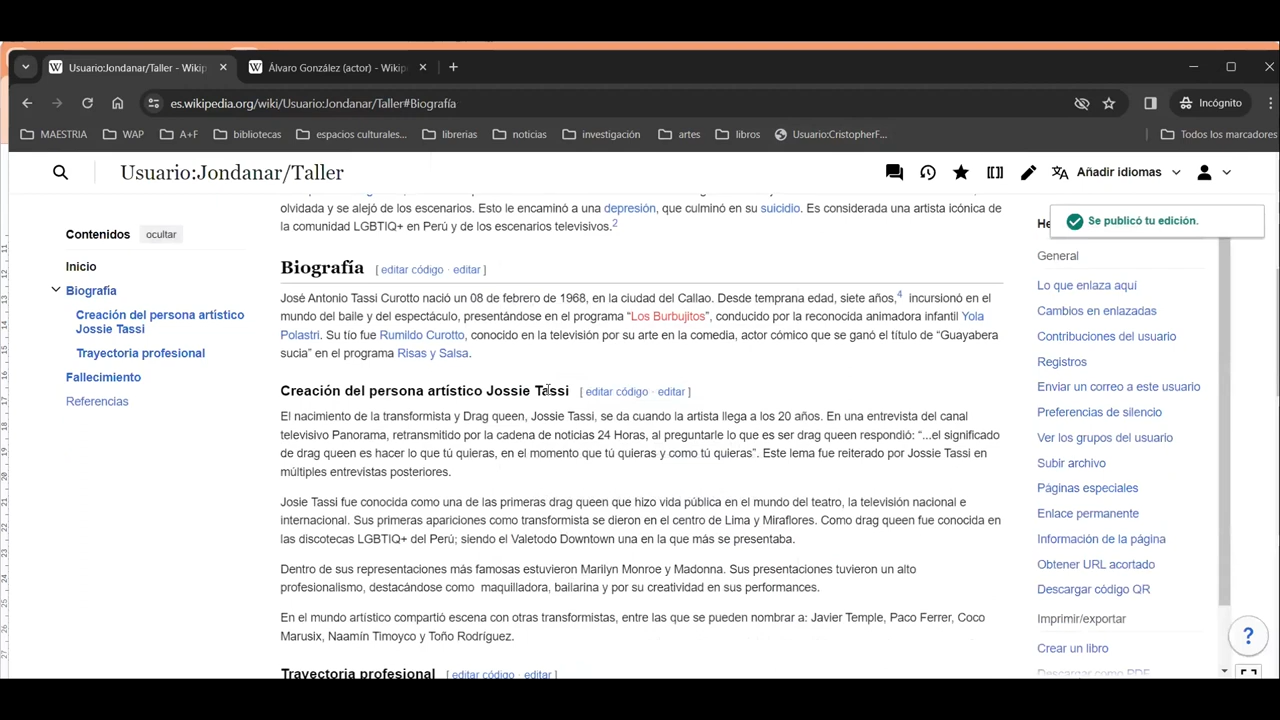 Usuario:Jondanar/Taller - Wikip
Álvaro González (actor) - Wikipe
es.wikipedia.org/wiki/Usuario:Jondanar/Taller#Biografía
Incógnito
MAESTRIA
WAP
A+F
bibliotecas
espacios culturales...
librerias
noticias
investigación
artes
libros
Usuario:CristopherF...
Todos los marcadores
Usuario:Jondanar/Taller
Añadir idiomas
Contenidos
ocultar
Inicio
Biografía
Creación del persona artístico
Jossie Tassi
Trayectoria profesional
Fallecimiento
Referencias
olvidada y se alejó de los escenarios. Esto le encaminó a una depresión, que culminó en su suicidio. Es considerada una artista icónica de
la comunidad LGBTIQ+ en Perú y de los escenarios televisivos.2
Biografía [ editar código · editar ]
José Antonio Tassi Curotto nació un 08 de febrero de 1968, en la ciudad del Callao. Desde temprana edad, siete años,4 incursionó en el
mundo del baile y del espectáculo, presentándose en el programa “Los Burbujitos”, conducido por la reconocida animadora infantil Yola
Polastri. Su tío fue Rumildo Curotto, conocido en la televisión por su arte en la comedia, actor cómico que se ganó el título de “Guayabera
sucia” en el programa Risas y Salsa.
Creación del persona artístico Jossie Tassi [ editar código · editar ]
El nacimiento de la transformista y Drag queen, Jossie Tassi, se da cuando la artista llega a los 20 años. En una entrevista del canal
televisivo Panorama, retransmitido por la cadena de noticias 24 Horas, al preguntarle lo que es ser drag queen respondió: “...el significado
de drag queen es hacer lo que tú quieras, en el momento que tú quieras y como tú quieras”. Este lema fue reiterado por Jossie Tassi en
múltiples entrevistas posteriores.
Josie Tassi fue conocida como una de las primeras drag queen que hizo vida pública en el mundo del teatro, la televisión nacional e
internacional. Sus primeras apariciones como transformista se dieron en el centro de Lima y Miraflores. Como drag queen fue conocida en
las discotecas LGBTIQ+ del Perú; siendo el Valetodo Downtown una en la que más se presentaba.
Dentro de sus representaciones más famosas estuvieron Marilyn Monroe y Madonna. Sus presentaciones tuvieron un alto
profesionalismo, destacándose como maquilladora, bailarina y por su creatividad en sus performances.
En el mundo artístico compartió escena con otras transformistas, entre las que se pueden nombrar a: Javier Temple, Paco Ferrer, Coco
Marusix, Naamín Timoyco y Toño Rodríguez.
Trayectoria profesional [ editar código · editar ]
Se publicó tu edición.
General
Lo que enlaza aquí
Cambios en enlazadas
Contribuciones del usuario
Registros
Enviar un correo a este usuario
Preferencias de silencio
Ver los grupos del usuario
Subir archivo
Páginas especiales
Enlace permanente
Información de la página
Obtener URL acortado
Descargar código QR
Imprimir/exportar
Crear un libro
Descargar como PDF